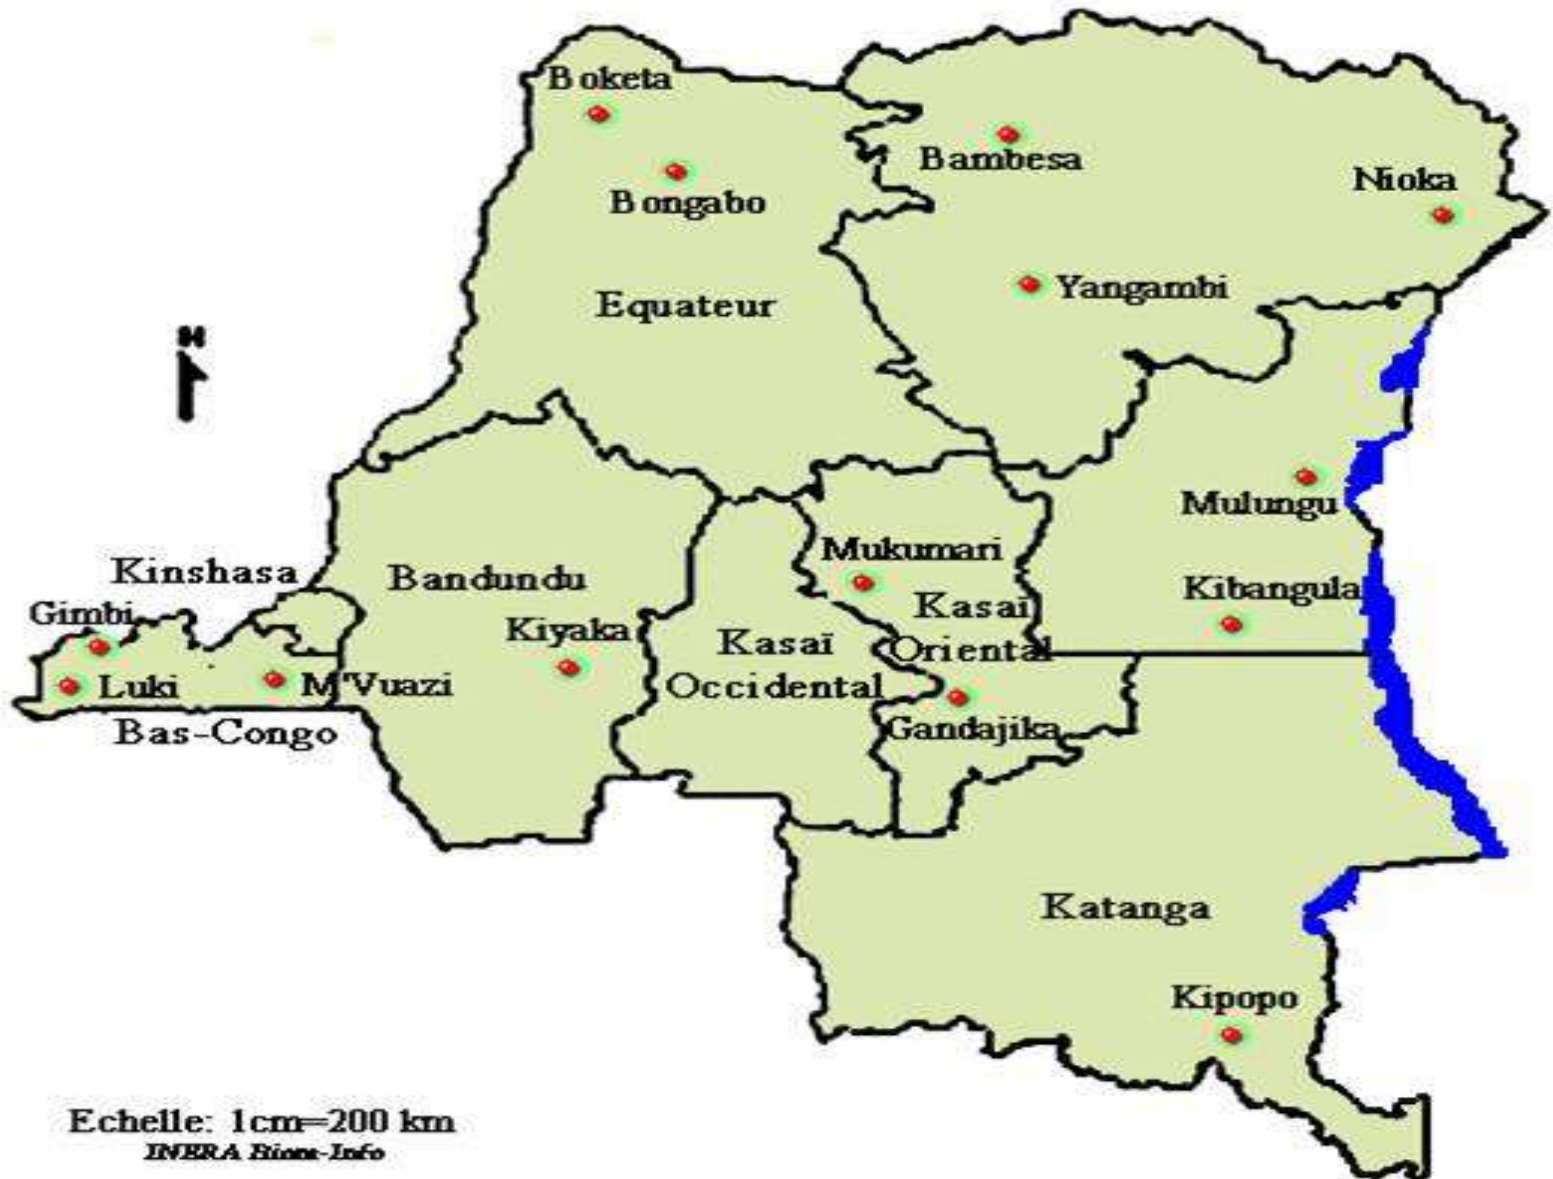 Boketa
Bambesa
Nioka
Bongabo
Yangambi
Equateur
N
Mulungu
Mukumari
Kinshasa
Bandundu
Kibangula
Gimbi
Kasai
Oriental
Kiyaka
Kasaï
Occidental
Luki
M'Vuazi
Gandajika
Bas-Congo
Katanga
Kipopo
Echelle: 1cm=200 km
INERA Biom-Info